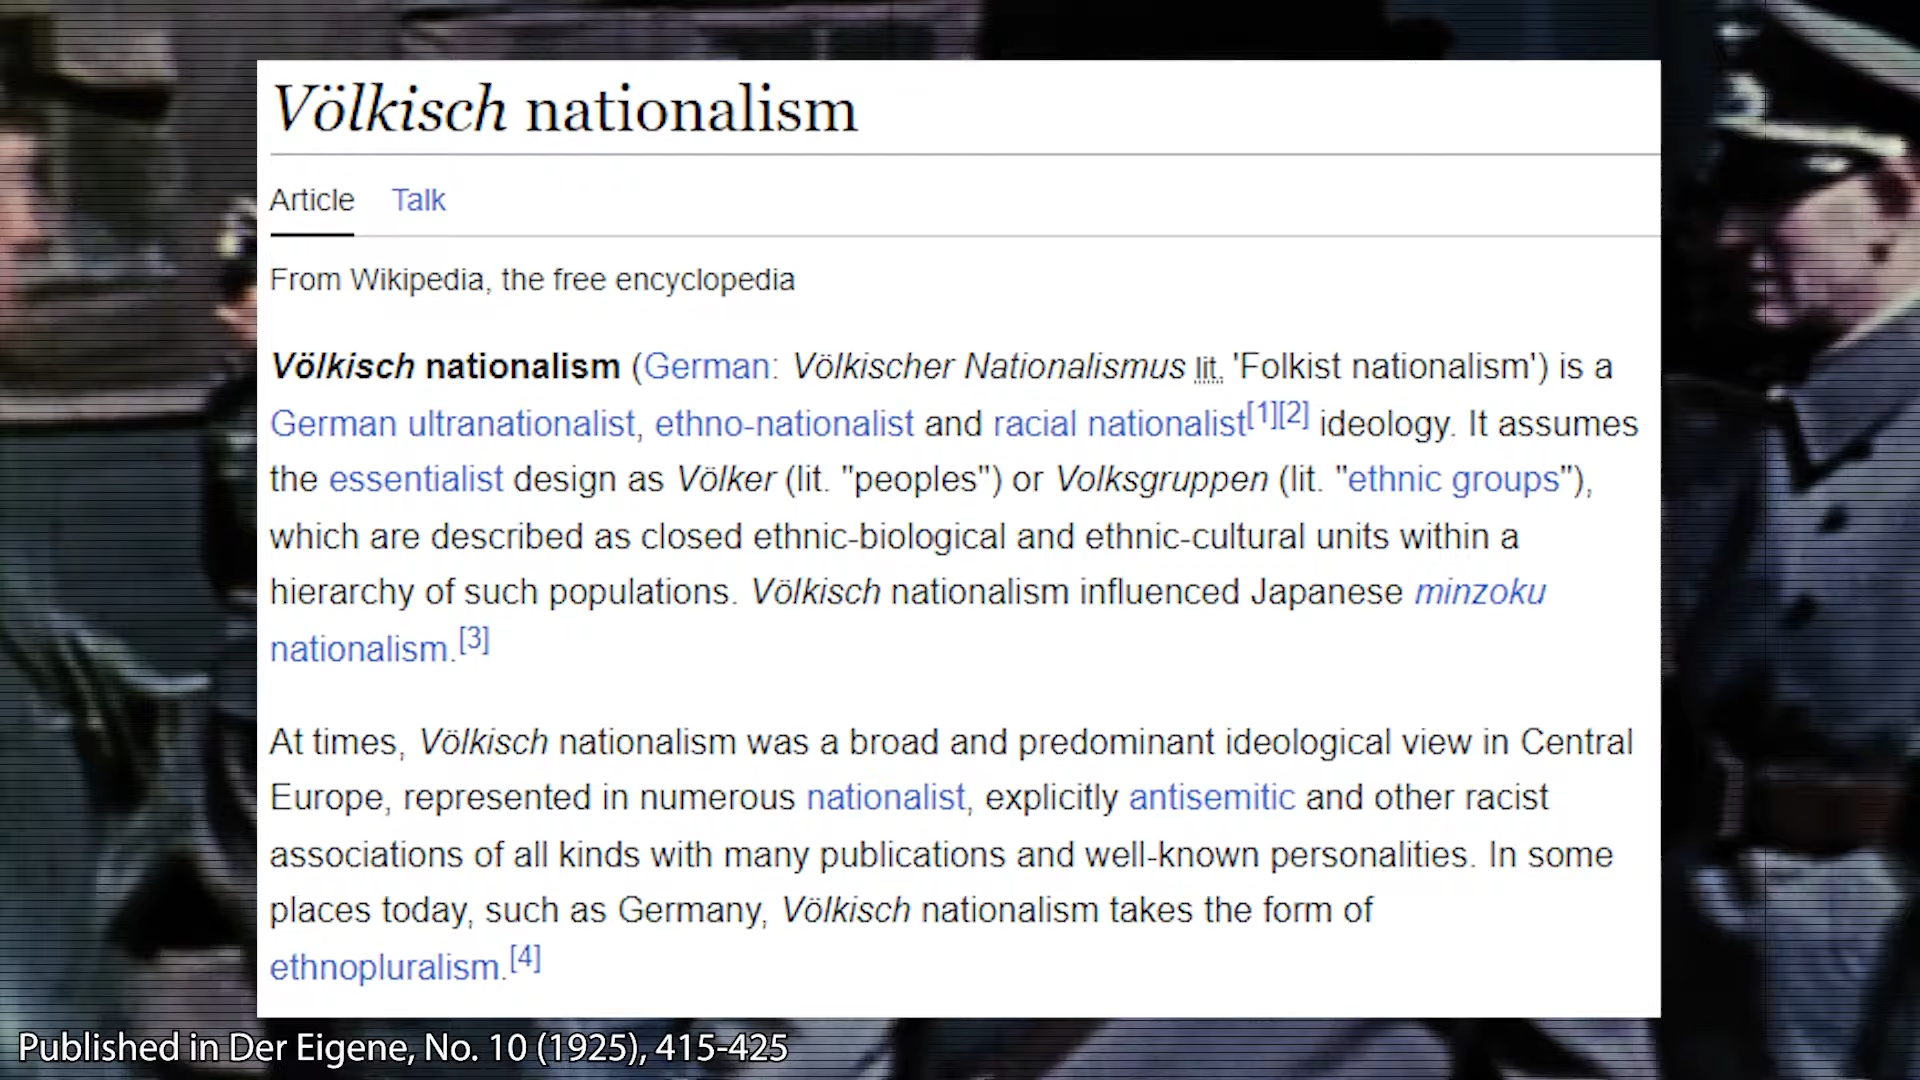 Völkisch nationalism
Article Talk
From Wikipedia, the free encyclopedia
Völkisch nationalism (German: Völkischer Nationalismus lit. 'Folkist nationalism') is a
German ultranationalist, ethno-nationalist and racial nationalist[1][2] ideology. It assumes
the essentialist design as Völker (lit. "peoples") or Volksgruppen (lit. "ethnic groups"),
which are described as closed ethnic-biological and ethnic-cultural units within a
hierarchy of such populations. Völkisch nationalism influenced Japanese minzoku
nationalism.[3]
At times, Völkisch nationalism was a broad and predominant ideological view in Central
Europe, represented in numerous nationalist, explicitly antisemitic and other racist
associations of all kinds with many publications and well-known personalities. In some
places today, such as Germany, Völkisch nationalism takes the form of
ethnopluralism.[4]
Published in Der Eigene, No. 10 (1925), 415-425